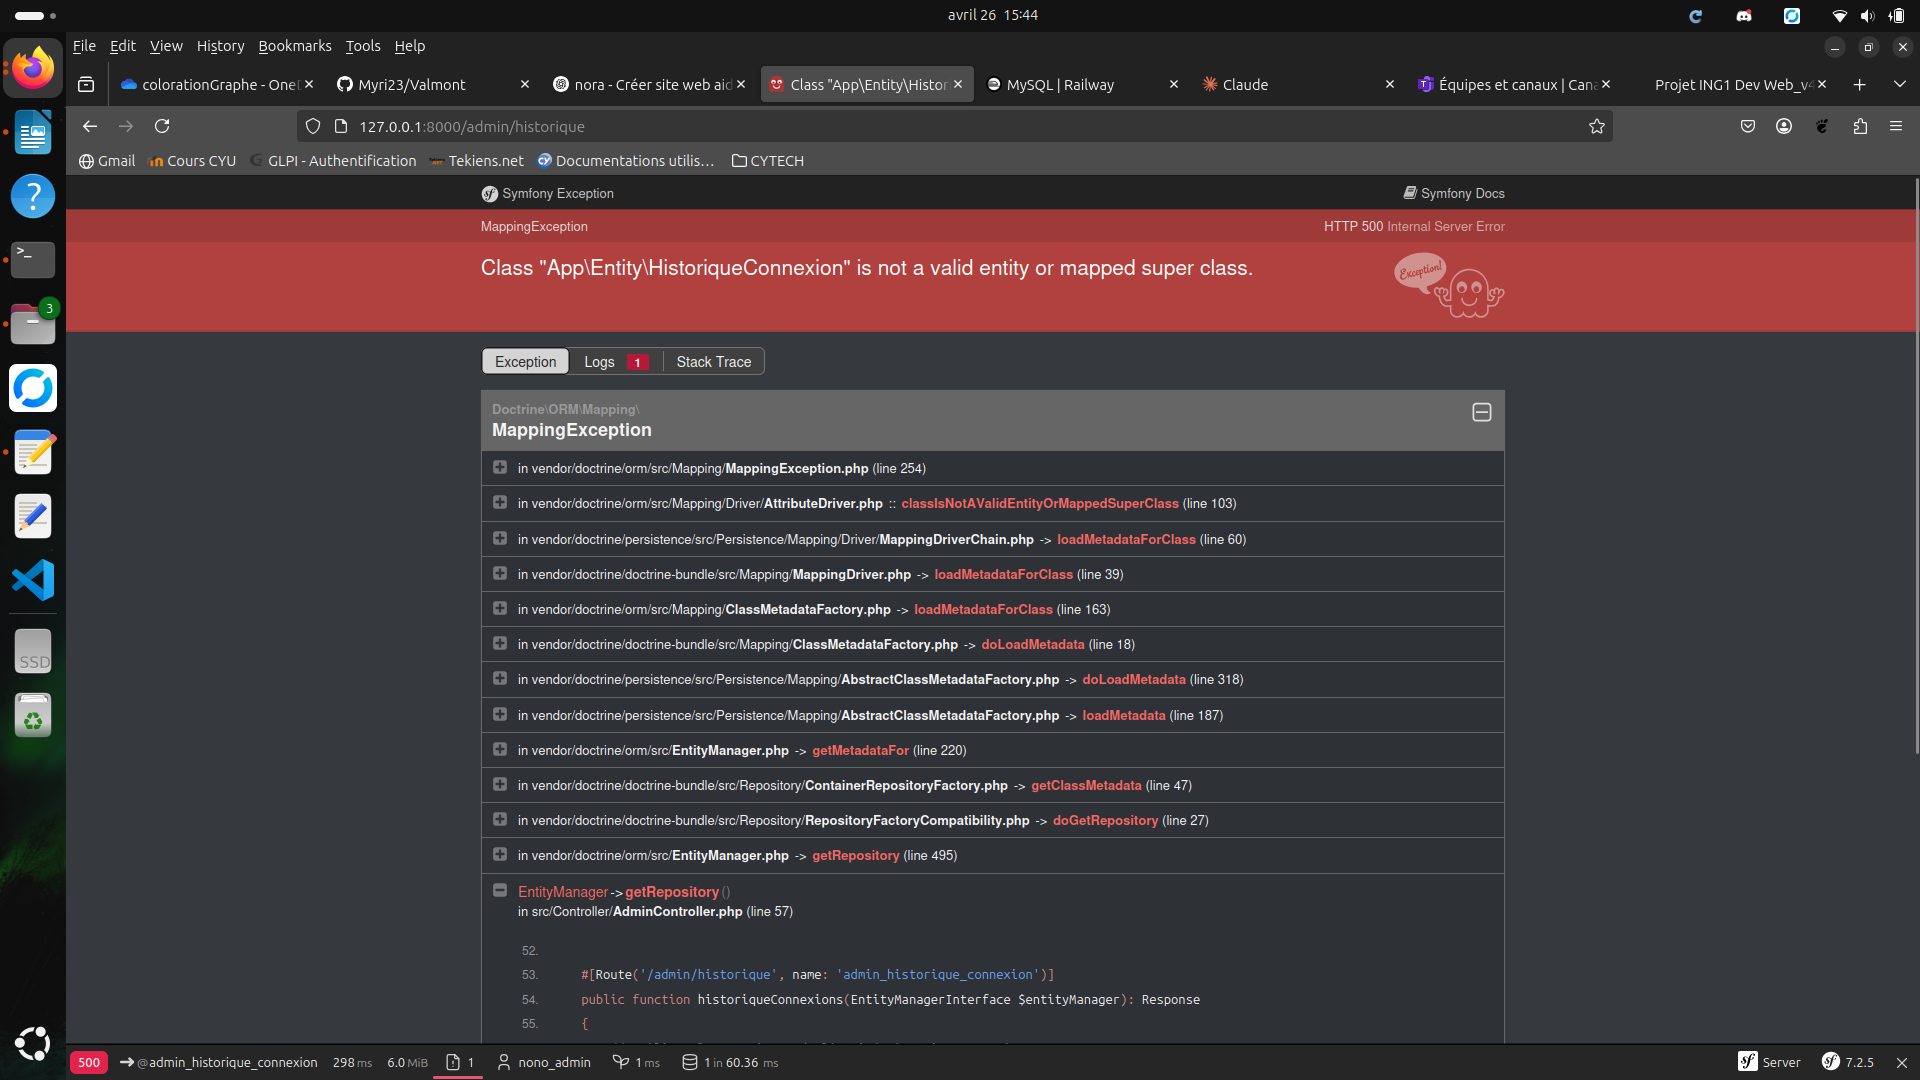 avril 26 15:44
File Edit View History Bookmarks Tools Help
colorationGraphe - OneD
Myri23/Valmont
nora - Créer site web aid
Class "App\Entity\Histor
MySQL | Railway
Claude
Équipes et canaux | Cana
Projet ING1 Dev Web_v4
127.0.0.1:8000/admin/historique
Gmail Cours CYU GLPI - Authentification Tekiens.net Documentations utilis... CYTECH
Symfony Exception
Symfony Docs
MappingException
HTTP 500 Internal Server Error
Class "App\Entity\HistoriqueConnexion" is not a valid entity or mapped super class.
Exception!
Exception Logs 1 Stack Trace
Doctrine\ORM\Mapping\
MappingException
in vendor/doctrine/orm/src/Mapping/MappingException.php (line 254)
in vendor/doctrine/orm/src/Mapping/Driver/AttributeDriver.php :: classIsNotAValidEntityOrMappedSuperClass (line 103)
in vendor/doctrine/persistence/src/Persistence/Mapping/Driver/MappingDriverChain.php -> loadMetadataForClass (line 60)
in vendor/doctrine/doctrine-bundle/src/Mapping/MappingDriver.php -> loadMetadataForClass (line 39)
in vendor/doctrine/orm/src/Mapping/ClassMetadataFactory.php -> loadMetadataForClass (line 163)
in vendor/doctrine/doctrine-bundle/src/Mapping/ClassMetadataFactory.php -> doLoadMetadata (line 18)
in vendor/doctrine/persistence/src/Persistence/Mapping/AbstractClassMetadataFactory.php -> doLoadMetadata (line 318)
in vendor/doctrine/persistence/src/Persistence/Mapping/AbstractClassMetadataFactory.php -> loadMetadata (line 187)
in vendor/doctrine/orm/src/EntityManager.php -> getMetadataFor (line 220)
in vendor/doctrine/doctrine-bundle/src/Repository/ContainerRepositoryFactory.php -> getClassMetadata (line 47)
in vendor/doctrine/doctrine-bundle/src/Repository/RepositoryFactoryCompatibility.php -> doGetRepository (line 27)
in vendor/doctrine/orm/src/EntityManager.php -> getRepository (line 495)
EntityManager->getRepository()
in src/Controller/AdminController.php (line 57)
52.
53. #[Route('/admin/historique', name: 'admin_historique_connexion')]
54. public function historiqueConnexions(EntityManagerInterface $entityManager): Response
55. {
3
SSD
500 @admin_historique_connexion 298 ms 6.0 MiB 1 nono_admin 1 ms 1 in 60.36 ms Server 7.2.5